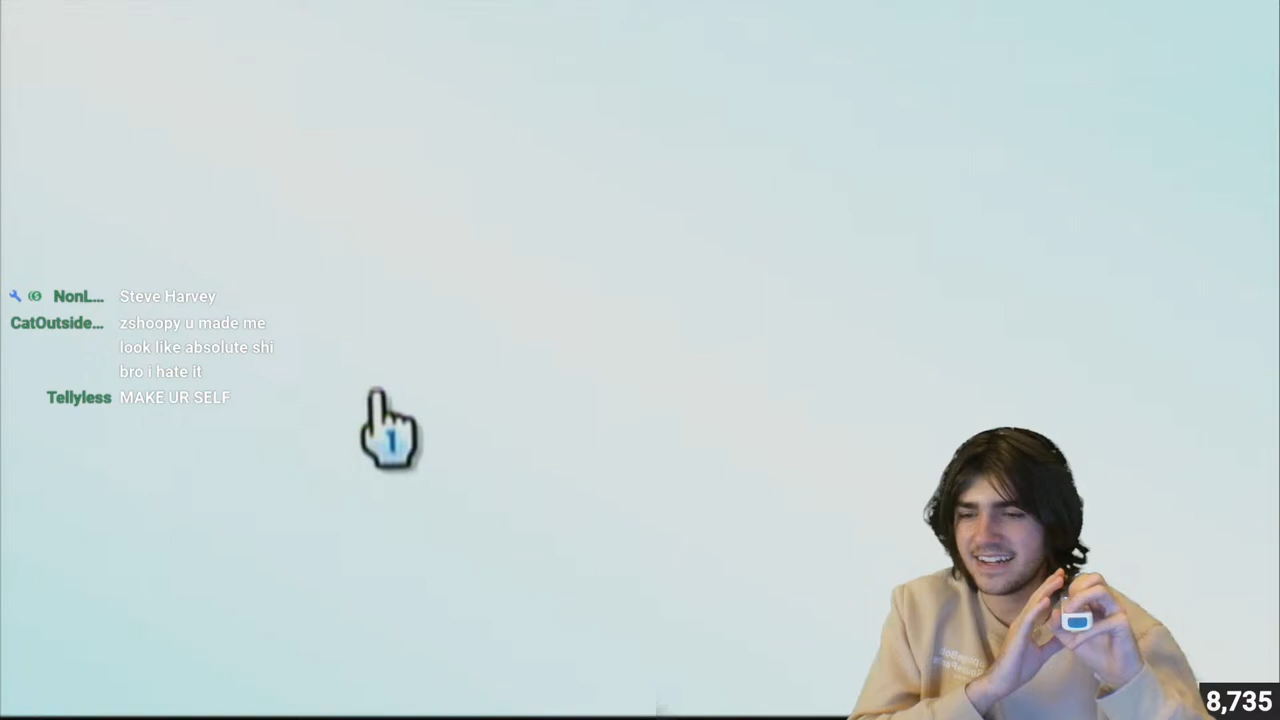 NonL... Steve Harvey
CatOutside... zshoopy u made me
look like absolute shi
bro i hate it
Tellyless MAKE UR SELF
1
8,735